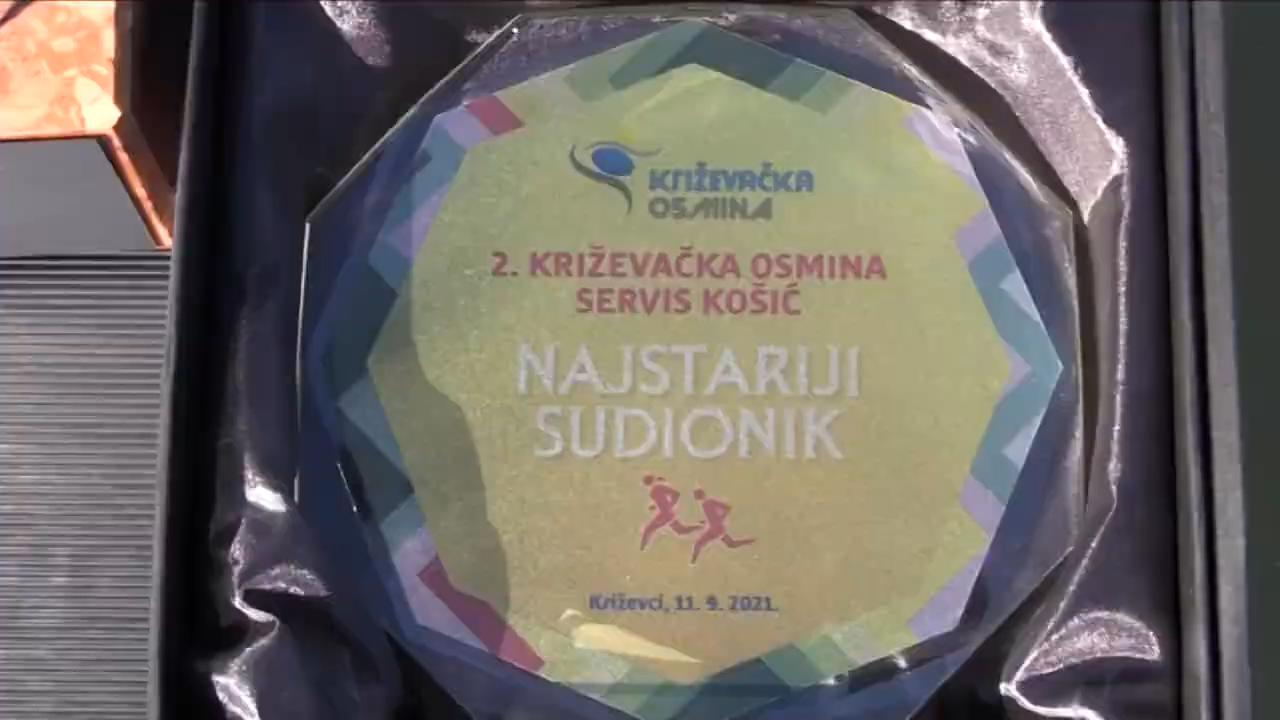 KRIŽEVAČKA
OSMINA
2. KRIŽEVAČKA OSMINA
SERVIS KOŠIĆ
NAJSTARIJI
SUDIONIK
Križevci, 11. 9. 2021.